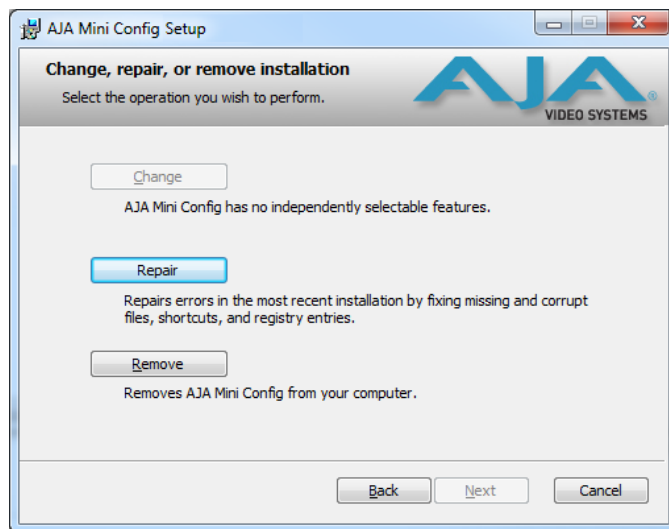 AJA Mini Config Setup
Change, repair, or remove installation
Select the operation you wish to perform.
AJA®
VIDEO SYSTEMS
Change
AJA Mini Config has no independently selectable features.
Repair
Repairs errors in the most recent installation by fixing missing and corrupt
files, shortcuts, and registry entries.
Remove
Removes AJA Mini Config from your computer.
Back
Next
Cancel